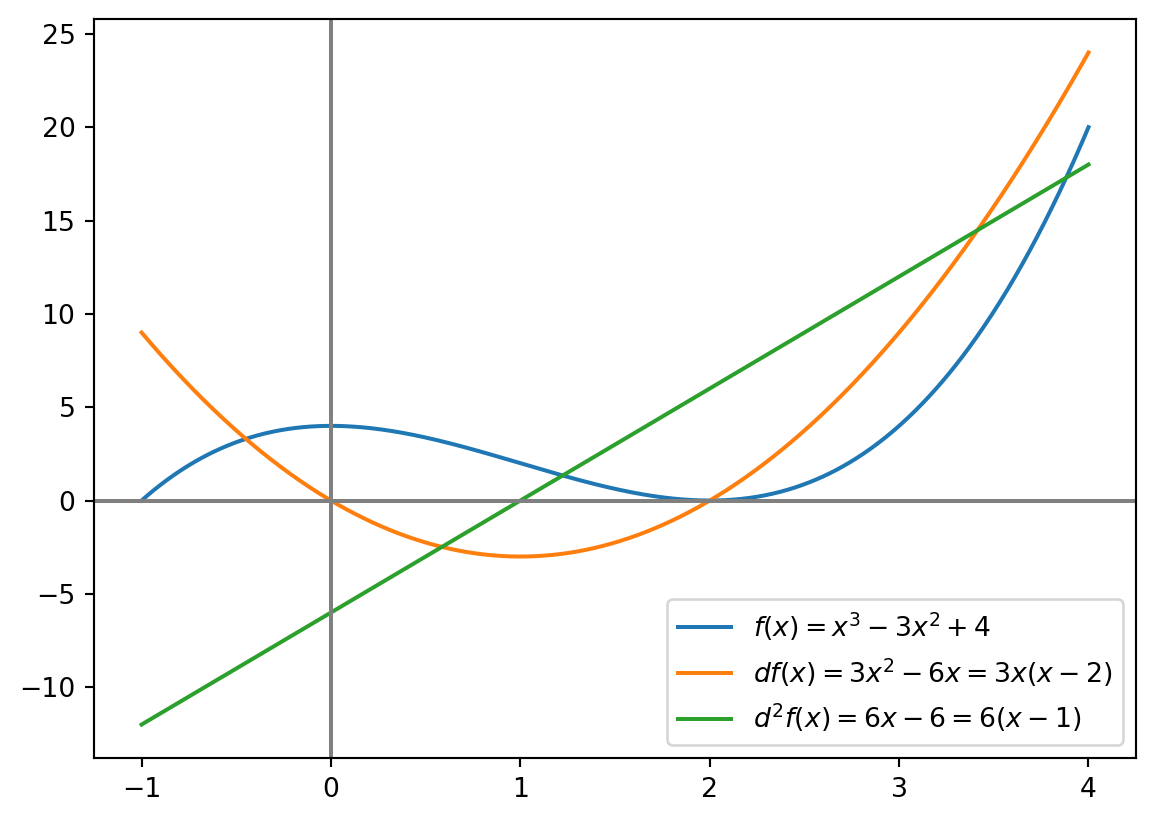 25
20
15
10
5
0
−5
−10
−1 0 1 2 3 4
f(x) = x³ − 3x² + 4
df(x) = 3x² − 6x = 3x(x − 2)
d²f(x) = 6x − 6 = 6(x − 1)